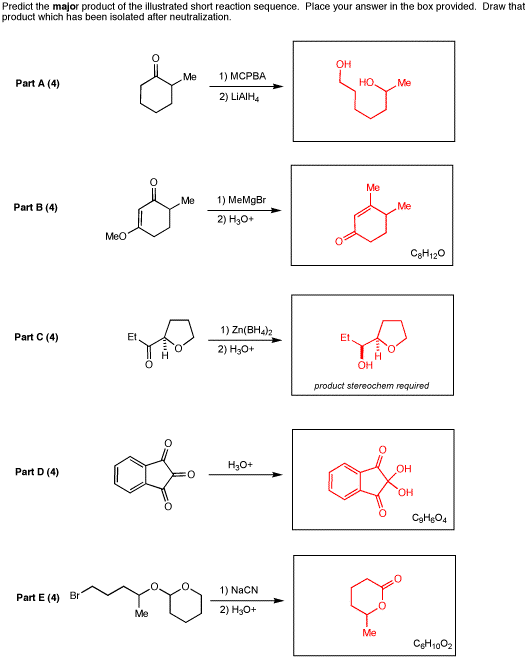 Predict the major product of the illustrated short reaction sequence. Place your answer in the box provided. Draw that
product which has been isolated after neutralization.
Part A (4)
O
Me
1) MCPBA
2) LiAlH4
OH
HO
Me
Part B (4)
O
Me
MeO
1) MeMgBr
2) H3O+
Me
Me
O
C8H12O
Part C (4)
Et
O
H
O
1) Zn(BH4)2
2) H3O+
Et
OH
H
O
product stereochem required
Part D (4)
O
O
O
H3O+
O
OH
OH
O
C9H6O4
Part E (4)
Br
Me
O
O
1) NaCN
2) H3O+
O
O
Me
C6H10O2